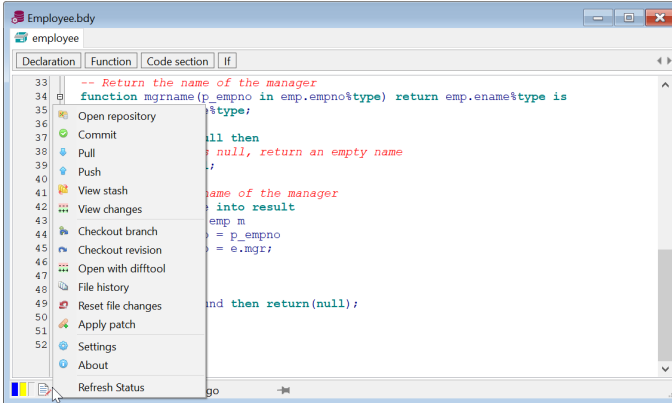 Employee.bdy
employee
Declaration Function Code section If
33 -- Return the name of the manager
34 function mgrname(p_empno in emp.empno%type) return emp.ename%type is
35 %type;
36
37 ull then
38 null, return an empty name
39
40
41 name of the manager
42 into result
43 emp m
44 = p_empno
45 = e.mgr;
46
47
48
49 und then return(null);
50
51
52
Open repository
Commit
Pull
Push
View stash
View changes
Checkout branch
Checkout revision
Open with difftool
File history
Reset file changes
Apply patch
Settings
About
Refresh Status
go